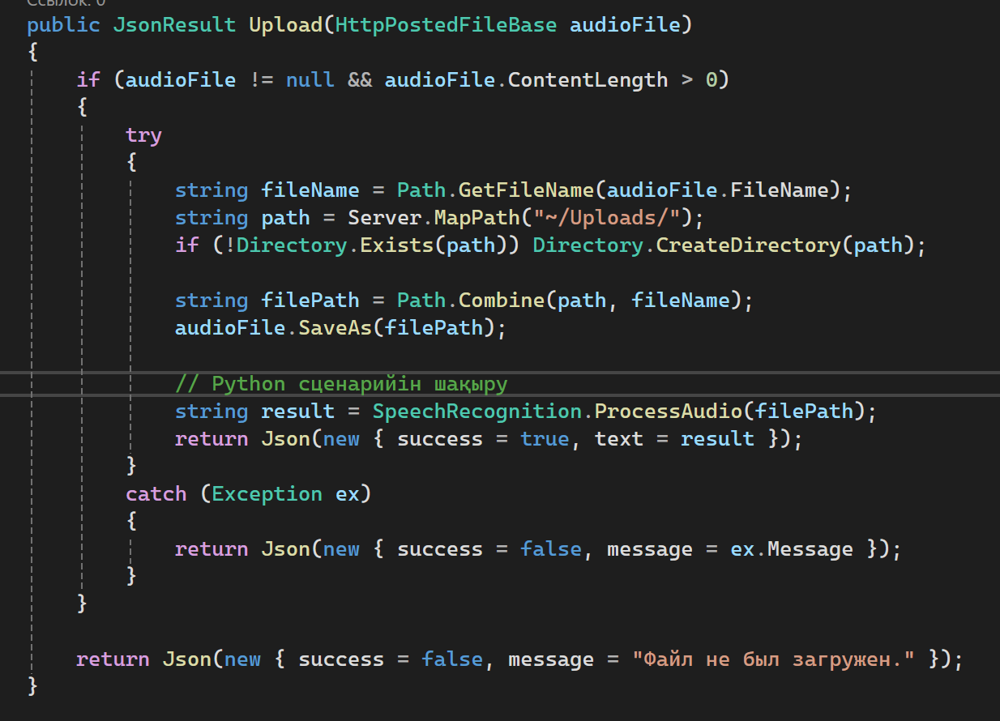 Ссылок: 0
public JsonResult Upload(HttpPostedFileBase audioFile)
{
if (audioFile != null && audioFile.ContentLength > 0)
{
try
{
string fileName = Path.GetFileName(audioFile.FileName);
string path = Server.MapPath("~/Uploads/");
if (!Directory.Exists(path)) Directory.CreateDirectory(path);
string filePath = Path.Combine(path, fileName);
audioFile.SaveAs(filePath);
// Python сценарийін шақыру
string result = SpeechRecognition.ProcessAudio(filePath);
return Json(new { success = true, text = result });
}
catch (Exception ex)
{
return Json(new { success = false, message = ex.Message });
}
}
return Json(new { success = false, message = "Файл не был загружен." });
}